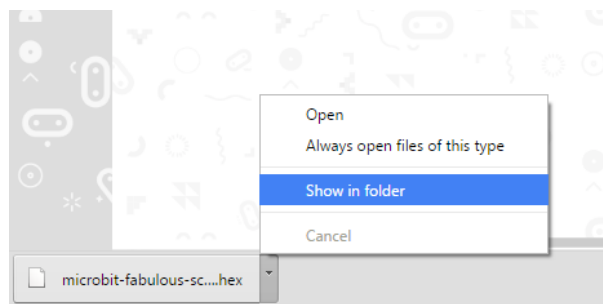 Open
Always open files of this type
Show in folder
Cancel
microbit-fabulous-sc....hex